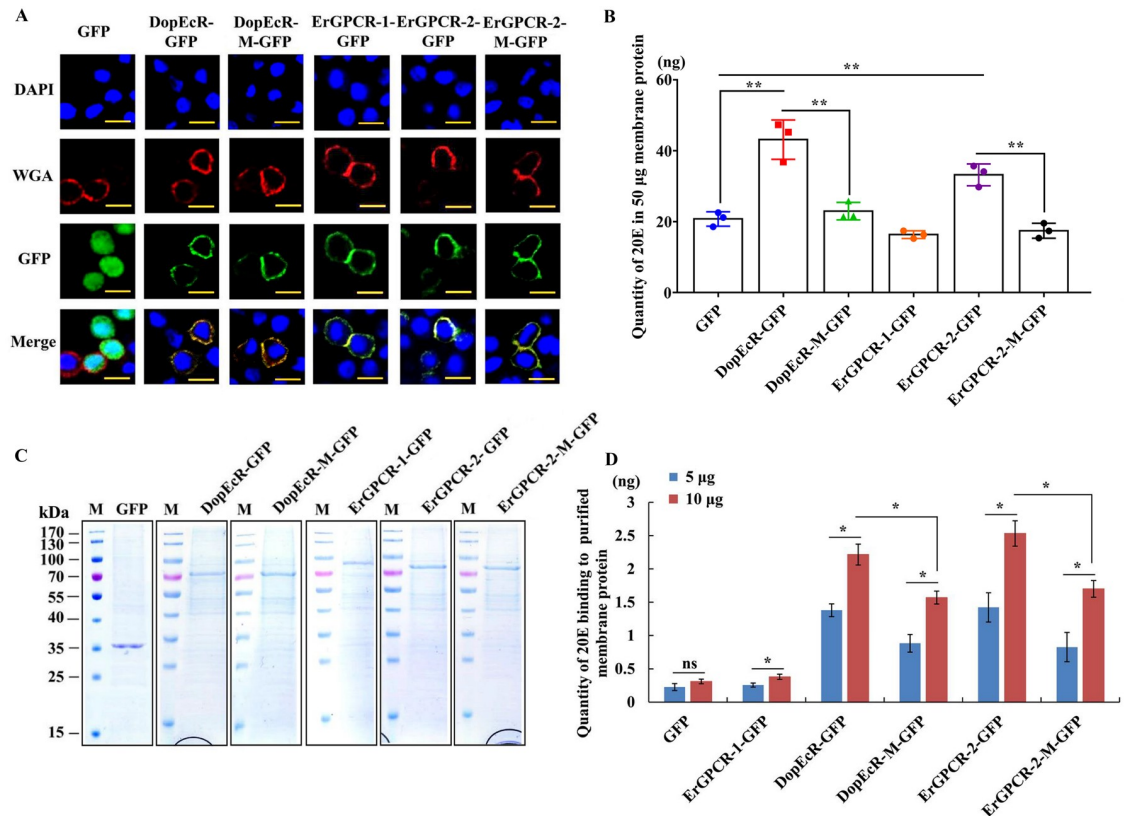 A
GFP
DopEcR-
GFP
DopEcR-
M-GFP
ErGPCR-1-
GFP
ErGPCR-2-
GFP
ErGPCR-2-
M-GFP
DAPI
WGA
GFP
Merge
B
(ng)
Quantity of 20E in 50 µg membrane protein
60
40
20
0
**
**
**
**
GFP
DopEcR-GFP
DopEcR-M-GFP
ErGPCR-1-GFP
ErGPCR-2-GFP
ErGPCR-2-M-GFP
C
kDa
M
GFP
M
DopEcR-GFP
M
DopEcR-M-GFP
M
ErGPCR-1-GFP
M
ErGPCR-2- GFP
M
ErGPCR-2-M-GFP
170
130
100
70
55
40
35
25
15
D
(ng)
5 µg
10 µg
Quantity of 20E binding to purified
membrane protein
3
2.5
2
1.5
1
0.5
0
ns
*
*
*
*
*
*
*
GFP
ErGPCR-1-GFP
DopEcR-GFP
DopEcR-M-GFP
ErGPCR-2-GFP
ErGPCR-2-M-GFP